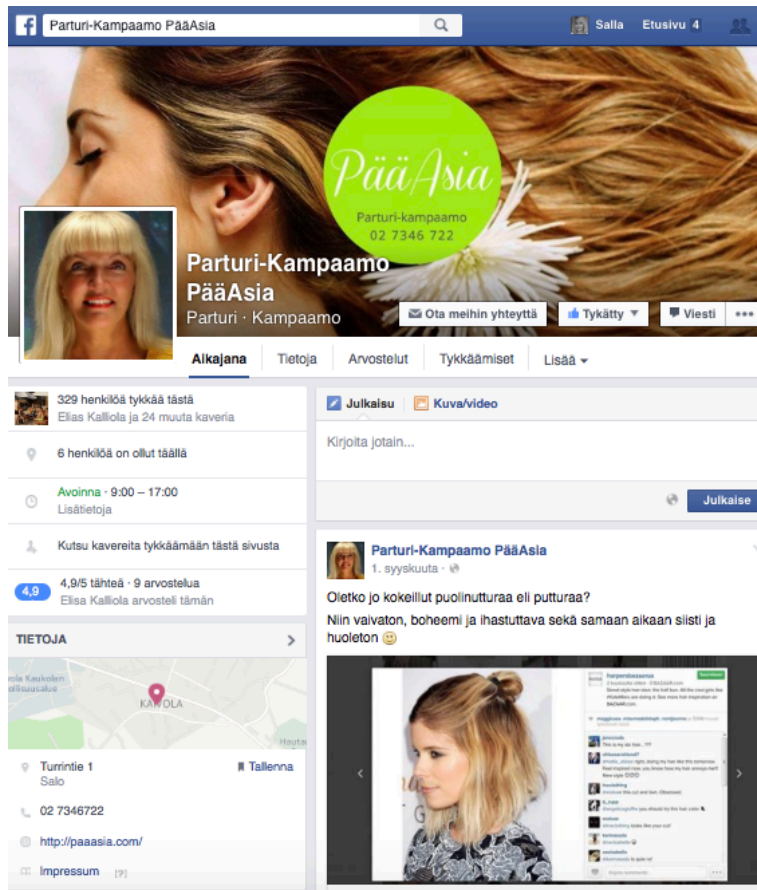 Parturi-Kampaamo PääAsia
Salla
Etusivu 4
PääAsia
Parturi-kampaamo
02 7346 722
Parturi-Kampaamo
PääAsia
Parturi · Kampaamo
Ota meihin yhteyttä
Tykätty
Viesti
Aikajana
Tietoja
Arvostelut
Tykkäämiset
Lisää
329 henkilöä tykkää tästä
Elias Kalliola ja 24 muuta kaveria
6 henkilöä on ollut täällä
Avoinna · 9:00 – 17:00
Lisätietoja
Kutsu kavereita tykkäämään tästä sivusta
4,9
4,9/5 tähteä · 9 arvostelua
Elisa Kalliola arvosteli tämän
TIETOJA
KAIVOLA
Turrintie 1
Salo
Tallenna
02 7346722
http://paaasia.com/
Impressum [?]
Julkaisu
Kuva/video
Kirjoita jotain...
Julkaise
Parturi-Kampaamo PääAsia
1. syyskuuta ·
Oletko jo kokeillut puolinutturaa eli putturaa?
Niin vaivaton, boheemi ja ihastuttava sekä samaan aikaan siisti ja
huoleton
harpersbazaarus